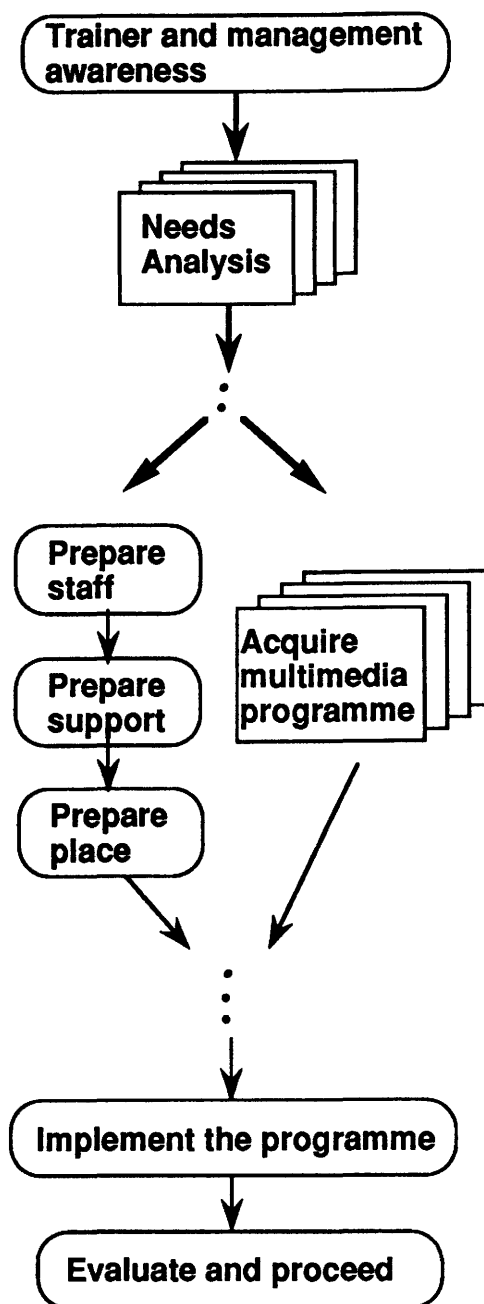 Trainer and management
awareness
Needs
Analysis
Prepare
staff
Prepare
support
Prepare
place
Acquire
multimedia
programme
Implement the programme
Evaluate and proceed